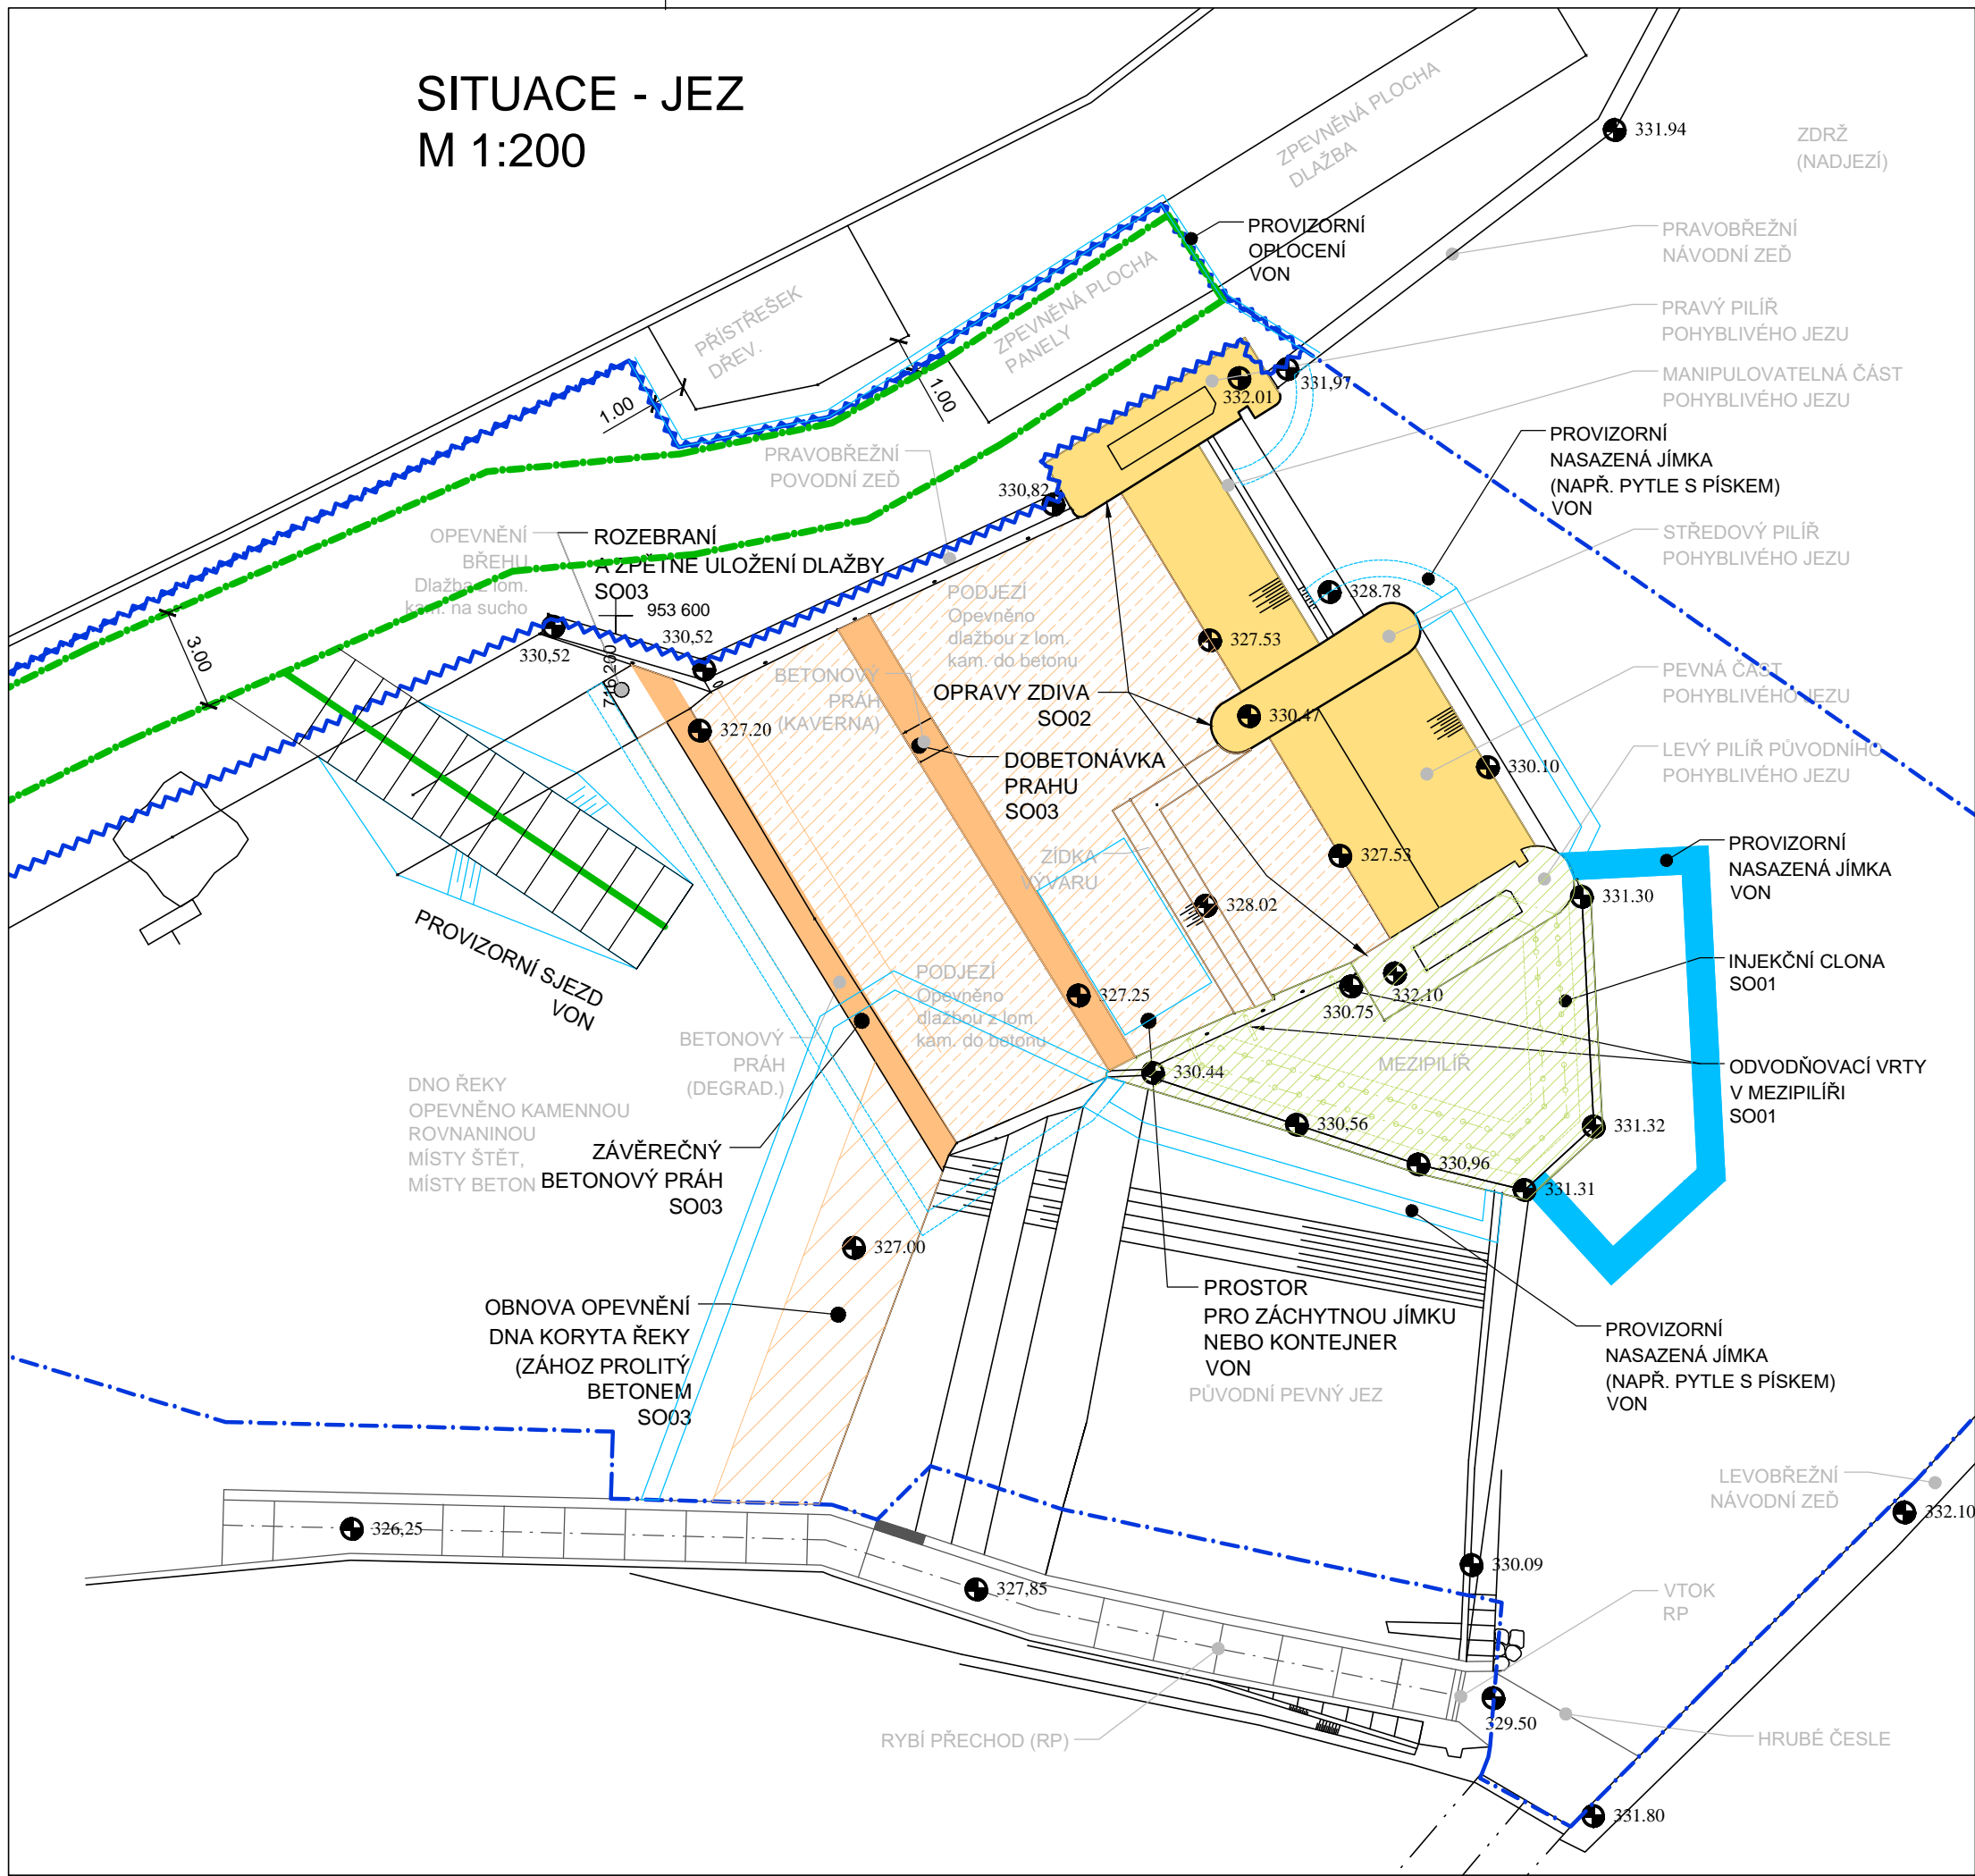 SITUACE - JEZ
M 1:200
ZPEVNĚNÁ PLOCHA
DLAŽBA
331.94
ZDRŽ
(NADJEZÍ)
PROVIZORNÍ
OPLOCENÍ
VON
PRAVOBŘEŽNÍ
NÁVODNÍ ZEĎ
PŘÍSTŘEŠEK
DŘEV.
ZPEVNĚNÁ PLOCHA
PANELY
PRAVÝ PILÍŘ
POHYBLIVÉHO JEZU
1.00
1.00
331,97
332.01
MANIPULOVATELNÁ ČÁST
POHYBLIVÉHO JEZU
PRAVOBŘEŽNÍ
POVODNÍ ZEĎ
330,82
PROVIZORNÍ
NASAZENÁ JÍMKA
(NAPŘ. PYTLE S PÍSKEM)
VON
OPEVNĚNÍ
BŘEHU
Dlažba z lom.
kam. na sucho
ROZEBRANÍ
A ZPĚTNÉ ULOŽENÍ DLAŽBY
SO03
953 600
716 200
330,52
330,52
3.00
PODJEZÍ
Opevněno
dlažbou z lom.
kam. do betonu
STŘEDOVÝ PILÍŘ
POHYBLIVÉHO JEZU
328.78
327.53
BETONOVÝ
PRÁH
(KAVERNA)
OPRAVY ZDIVA
SO02
330.47
PEVNÁ ČÁST
POHYBLIVÉHO JEZU
327.20
DOBETONÁVKA
PRAHU
SO03
330.10
LEVÝ PILÍŘ PŮVODNÍHO
POHYBLIVÉHO JEZU
ZÍDKA
VÝVARU
327.53
PROVIZORNÍ
NASAZENÁ JÍMKA
VON
328.02
331.30
PROVIZORNÍ SJEZD
VON
PODJEZÍ
Opevněno
dlažbou z lom.
kam. do betonu
327.25
332.10
330.75
INJEKČNÍ CLONA
SO01
BETONOVÝ
PRÁH
(DEGRAD.)
MEZIPILÍŘ
ODVODŇOVACÍ VRTY
V MEZIPILÍŘI
SO01
DNO ŘEKY
OPEVNĚNO KAMENNOU
ROVNANINOU
MÍSTY ŠTĚT,
MÍSTY BETON
330.44
330,56
331.32
ZÁVĚREČNÝ
BETONOVÝ PRÁH
SO03
330,96
331.31
327.00
OBNOVA OPEVNĚNÍ
DNA KORYTA ŘEKY
(ZÁHOZ PROLITÝ
BETONEM
SO03
PROSTOR
PRO ZÁCHYTNOU JÍMKU
NEBO KONTEJNER
VON
PŮVODNÍ PEVNÝ JEZ
PROVIZORNÍ
NASAZENÁ JÍMKA
(NAPŘ. PYTLE S PÍSKEM)
VON
LEVOBŘEŽNÍ
NÁVODNÍ ZEĎ
332.10
326,25
327,85
330.09
VTOK
RP
329.50
RYBÍ PŘECHOD (RP)
HRUBÉ ČESLE
331.80